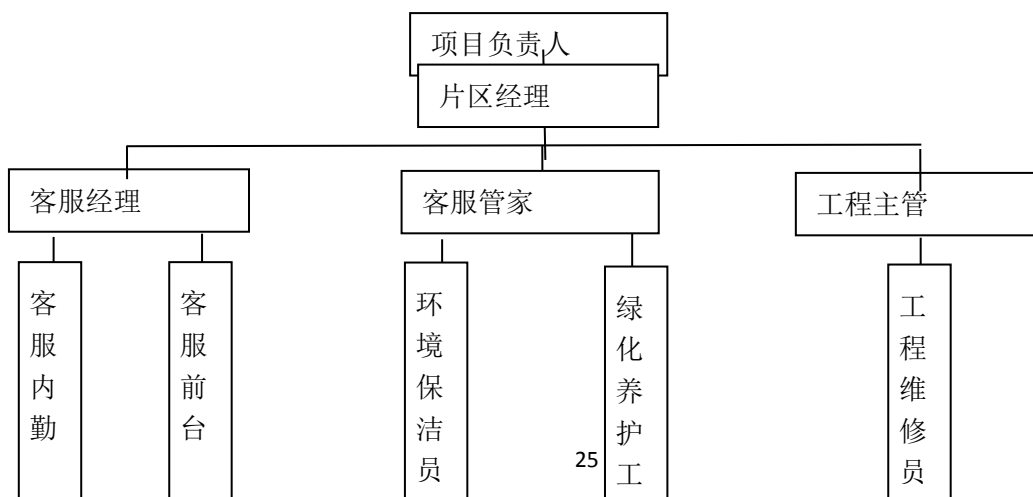 项目负责人
片区经理
客服经理
客服管家
工程主管
客服内勤
客服前台
环境保洁员
绿化养护工
工程维修员
25